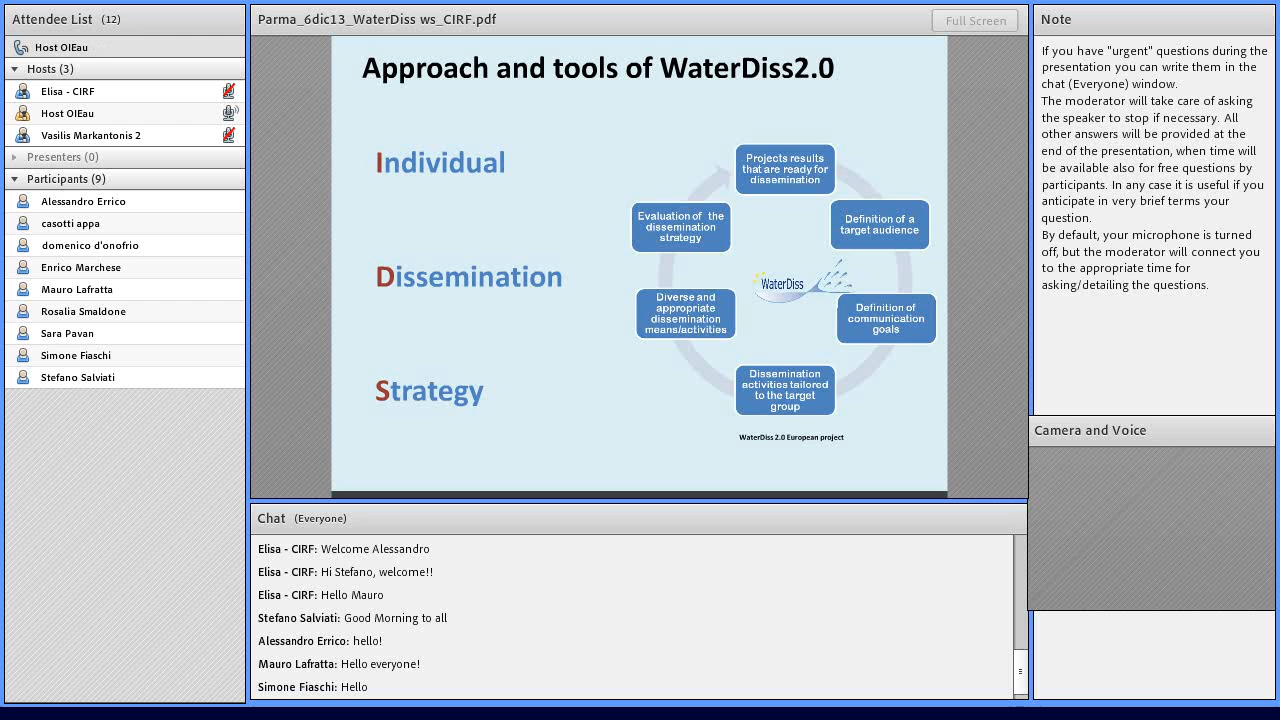 Attendee List (12)
Host OIEau
Hosts (3)
Elisa - CIRF
Host OIEau
Vasilis Markantonis 2
Presenters (0)
Participants (9)
Alessandro Errico
casotti appa
domenico d'onofrio
Enrico Marchese
Mauro Lafratta
Rosalia Smaldone
Sara Pavan
Simone Fiaschi
Stefano Salviati
Parma_6dic13_WaterDiss ws_CIRF.pdf
Full Screen
Approach and tools of WaterDiss2.0
Individual
Dissemination
Strategy
Projects results
that are ready for
dissemination
Definition of a
target audience
Definition of
communication
goals
Dissemination
activities tailored
to the target
group
Diverse and
appropriate
dissemination
means/activities
Evaluation of the
dissemination
strategy
WaterDiss
WaterDiss 2.0 European project
Chat (Everyone)
Elisa - CIRF: Welcome Alessandro
Elisa - CIRF: Hi Stefano, welcome!!
Elisa - CIRF: Hello Mauro
Stefano Salviati: Good Morning to all
Alessandro Errico: hello!
Mauro Lafratta: Hello everyone!
Simone Fiaschi: Hello
Note
If you have "urgent" questions during the
presentation you can write them in the
chat (Everyone) window.
The moderator will take care of asking
the speaker to stop if necessary. All
other answers will be provided at the
end of the presentation, when time will
be available also for free questions by
participants. In any case it is useful if you
anticipate in very brief terms your
question.
By default, your microphone is turned
off, but the moderator will connect you
to the appropriate time for
asking/detailing the questions.
Camera and Voice